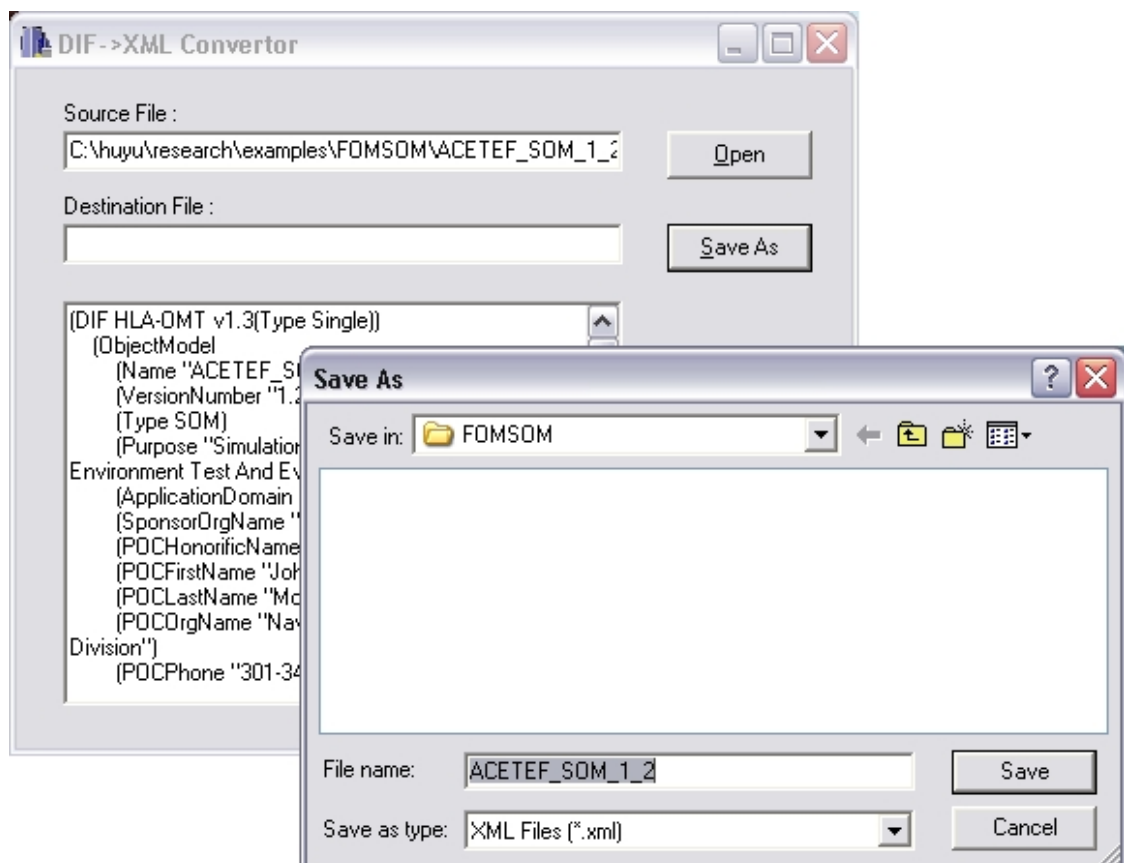 DIF->XML Convertor
Source File :
C:\huyu\research\examples\FOMSOM\ACETEF_SOM_1_2
Open
Destination File :
Save As
(DIF HLA-OMT v1.3(Type Single))
(ObjectModel
(Name "ACETEF_S
(VersionNumber "1.2
(Type SOM)
(Purpose "Simulation
Environment Test And Ev
(ApplicationDomain
(SponsorOrgName "
(POCHonorificName
(POCFirstName "Joh
(POCLastName "Mc
(POCOrgName "Nav
Division")
(POCPhone "301-34
Save As
Save in: FOMSOM
File name: ACETEF_SOM_1_2
Save
Save as type: XML Files (*.xml)
Cancel